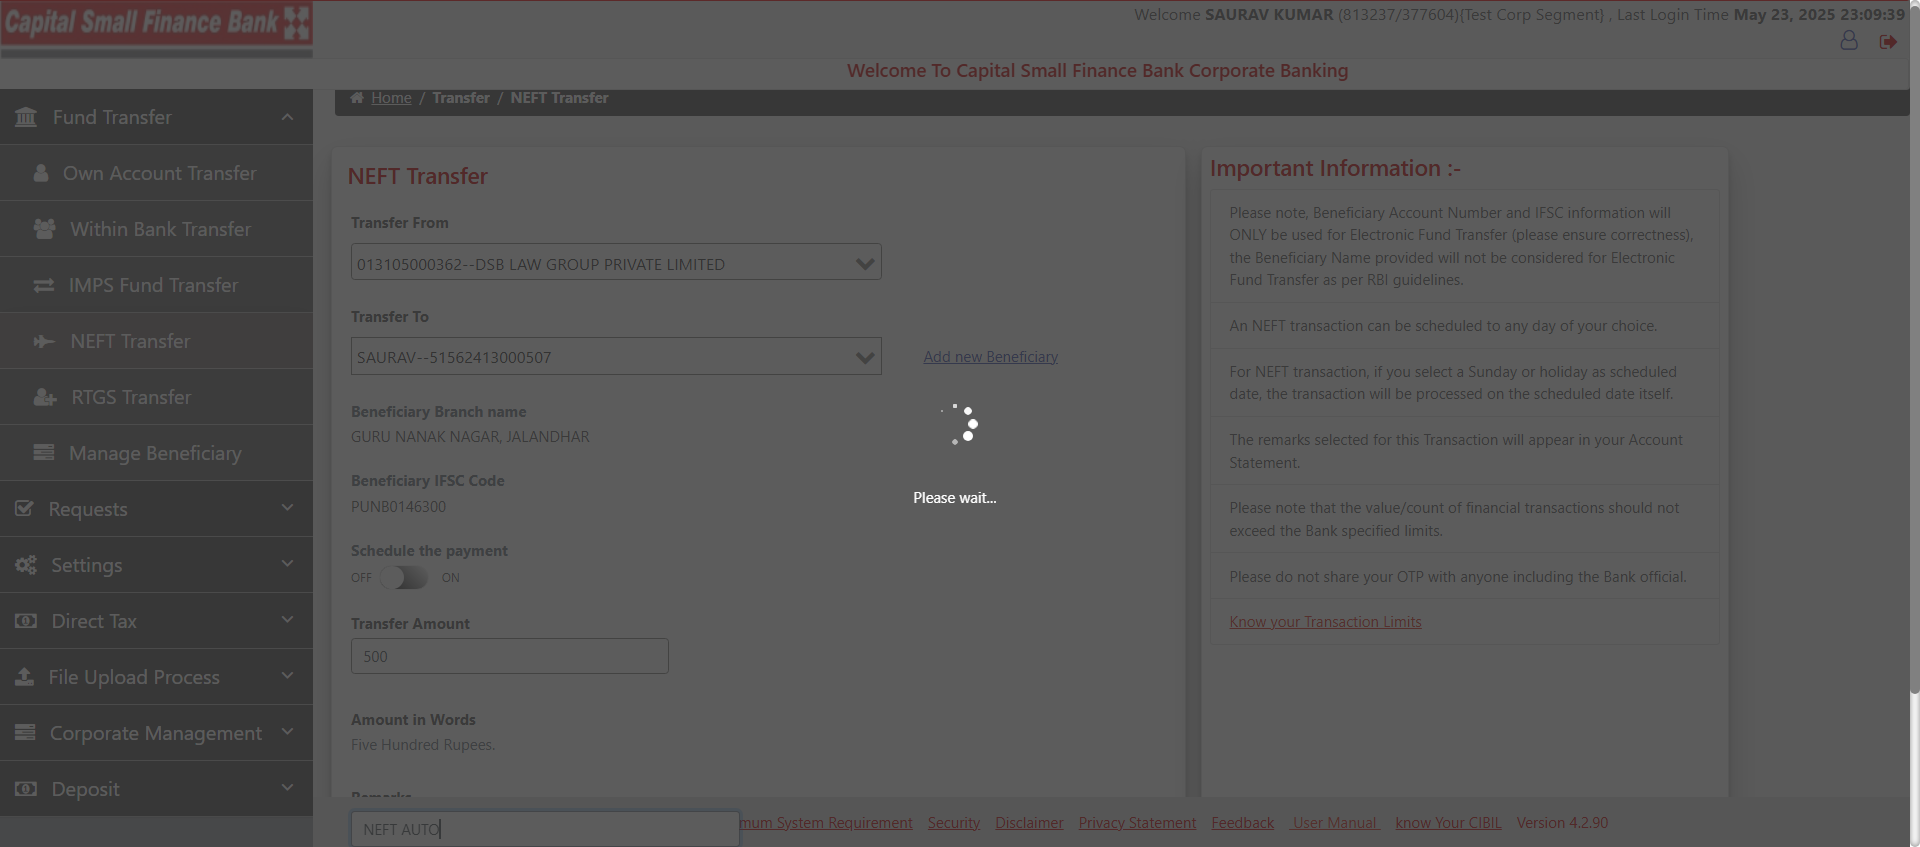 Capital Small Finance Bank
Welcome SAURAV KUMAR (813237/377604)(Test Corp Segment) , Last Login Time May 23, 2025 23:09:39
Welcome To Capital Small Finance Bank Corporate Banking
Home / Transfer / NEFT Transfer
Fund Transfer
Own Account Transfer
Within Bank Transfer
IMPS Fund Transfer
NEFT Transfer
RTGS Transfer
Manage Beneficiary
Requests
Settings
Direct Tax
File Upload Process
Corporate Management
Deposit
NEFT Transfer
Transfer From
013105000362--DSB LAW GROUP PRIVATE LIMITED
Transfer To
SAURAV--51562413000507
Add new Beneficiary
Beneficiary Branch name
GURU NANAK NAGAR, JALANDHAR
Beneficiary IFSC Code
PUNB0146300
Schedule the payment
OFF ON
Transfer Amount
500
Amount in Words
Five Hundred Rupees.
Remarks
NEFT AUTO
Please wait...
Important Information :-
Please note, Beneficiary Account Number and IFSC information will
ONLY be used for Electronic Fund Transfer (please ensure correctness),
the Beneficiary Name provided will not be considered for Electronic
Fund Transfer as per RBI guidelines.
An NEFT transaction can be scheduled to any day of your choice.
For NEFT transaction, if you select a Sunday or holiday as scheduled
date, the transaction will be processed on the scheduled date itself.
The remarks selected for this Transaction will appear in your Account
Statement.
Please note that the value/count of financial transactions should not
exceed the Bank specified limits.
Please do not share your OTP with anyone including the Bank official.
Know your Transaction Limits
mum System Requirement Security Disclaimer Privacy Statement Feedback User Manual know Your CIBIL Version 4.2.90